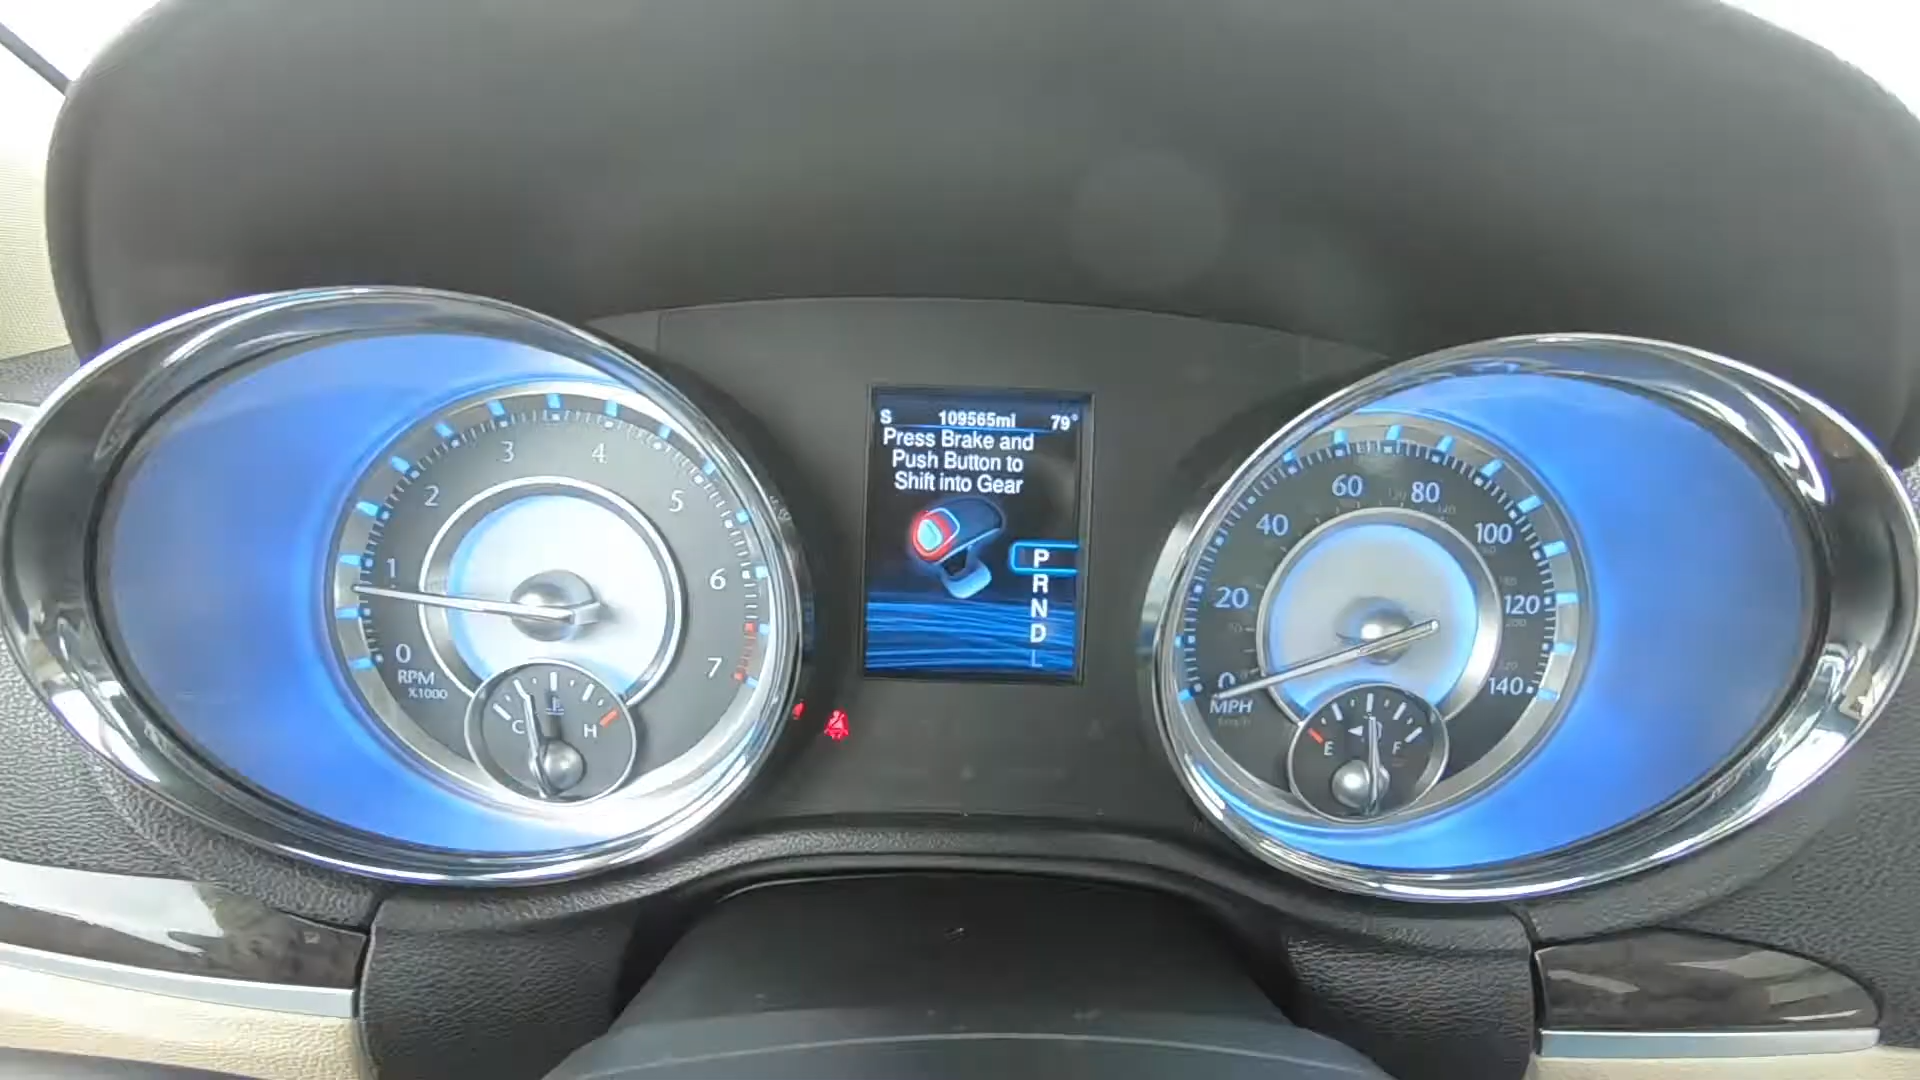 S 109565mi 79°
Press Brake and
Push Button to
Shift into Gear
P
R
N
D
L
0 1 2 3 4 5 6 7
RPM
X1000
C H
0 20 40 60 80 100 120 140
MPH
E F